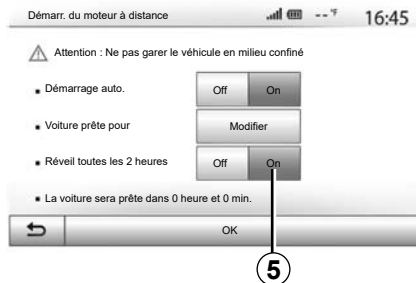 Démarr. du moteur à distance -- °F 16:45
Attention : Ne pas garer le véhicule en milieu confiné
Démarrage auto. Off On
Voiture prête pour Modifier
Réveil toutes les 2 heures Off On
La voiture sera prête dans 0 heure et 0 min.
OK
5